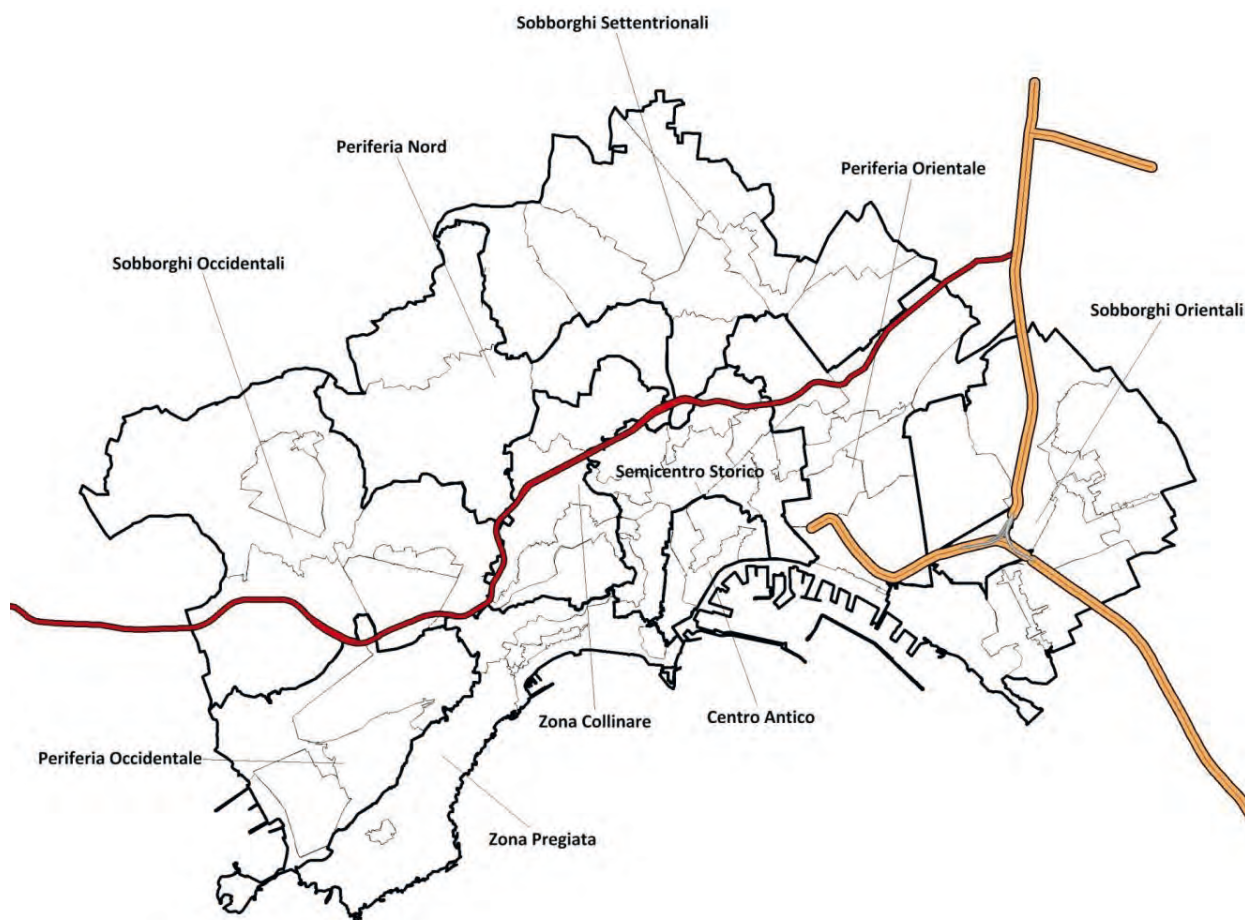 Sobborghi Settentrionali
Periferia Nord
Periferia Orientale
Sobborghi Occidentali
Sobborghi Orientali
Semicentro Storico
Zona Collinare
Centro Antico
Periferia Occidentale
Zona Pregiata